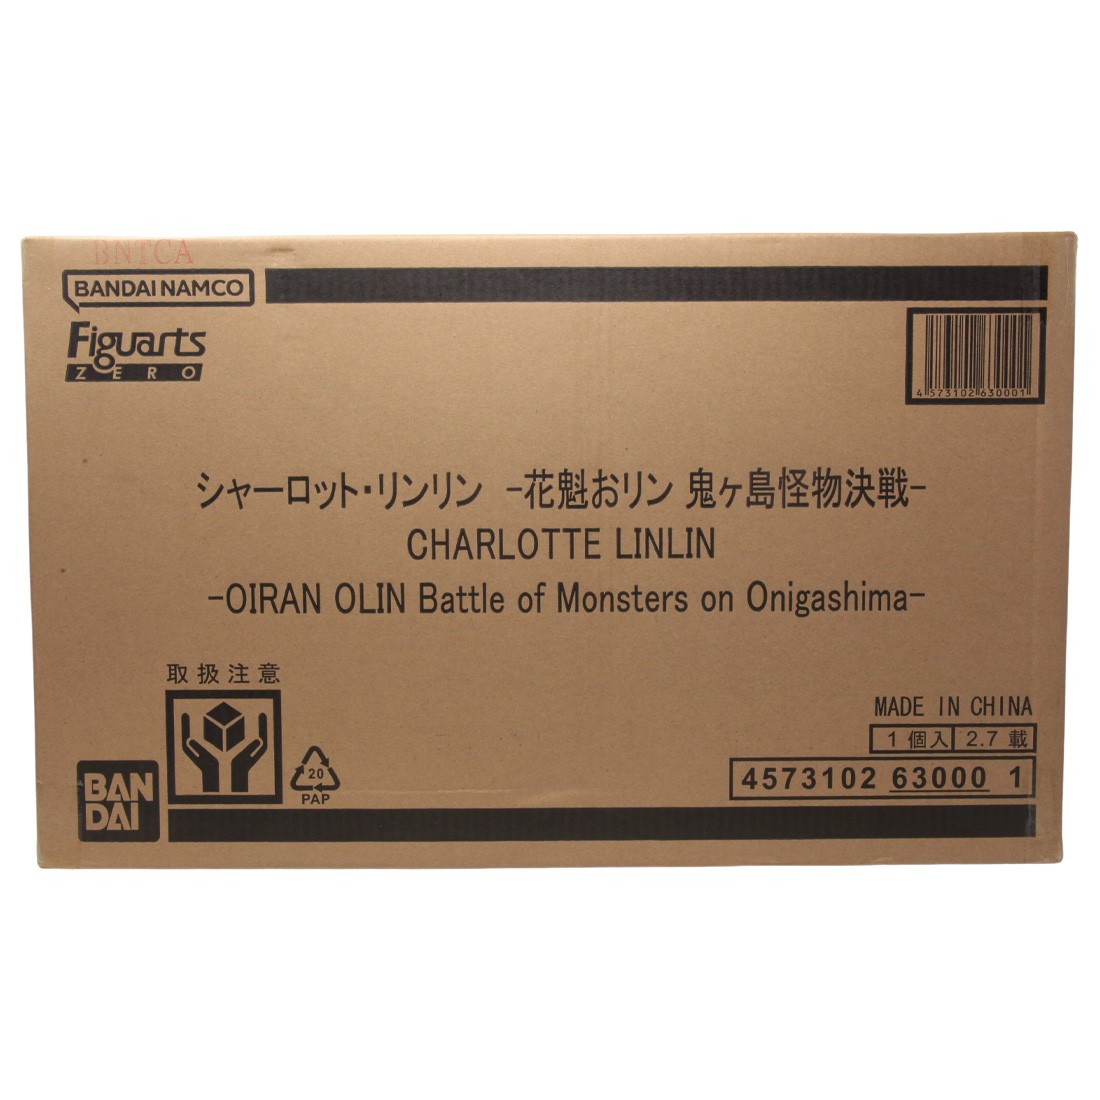 BNTCA
BANDAI NAMCO
Figuarts
ZERO
4573102630001
シャーロット・リンリン -花魁おリン 鬼ヶ島怪物決戦-
CHARLOTTE LINLIN
-OIRAN OLIN Battle of Monsters on Onigashima-
取扱注意
MADE IN CHINA
1個入 2.7 載
4573102 63000 1
20
PAP
BAN
DAI